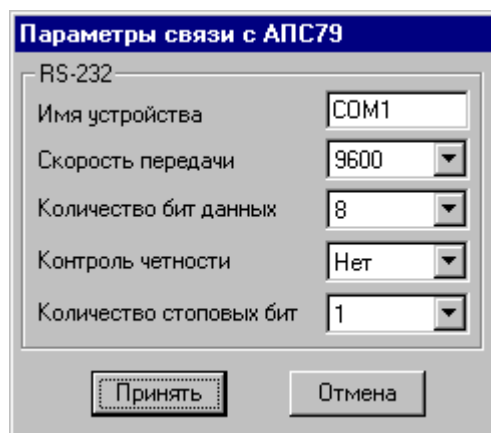 Параметры связи с АПС79
RS-232
Имя устройства COM1
Скорость передачи 9600
Количество бит данных 8
Контроль четности Нет
Количество стоповых бит 1
Принять Отмена